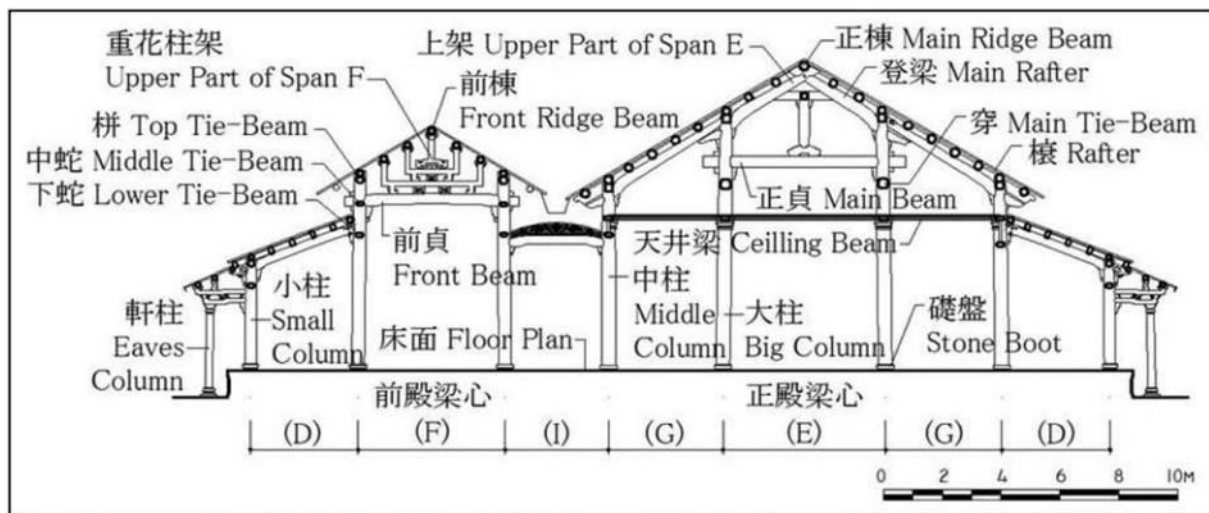 重花柱架
Upper Part of Span F
上架 Upper Part of Span E
正棟 Main Ridge Beam
登梁 Main Rafter
前棟
Front Ridge Beam
栟 Top Tie-Beam
中蛇 Middle Tie-Beam
下蛇 Lower Tie-Beam
穿 Main Tie-Beam
榱 Rafter
正貞 Main Beam
前貞
Front Beam
天井梁 Ceilling Beam
小柱
Small
Column
中柱
Middle
Column
大柱
Big Column
礎盤
Stone Boot
軒柱
Eaves
Column
床面 Floor Plan
前殿梁心
正殿梁心
(D) (F) (I) (G) (E) (G) (D)
0 2 4 6 8 10M